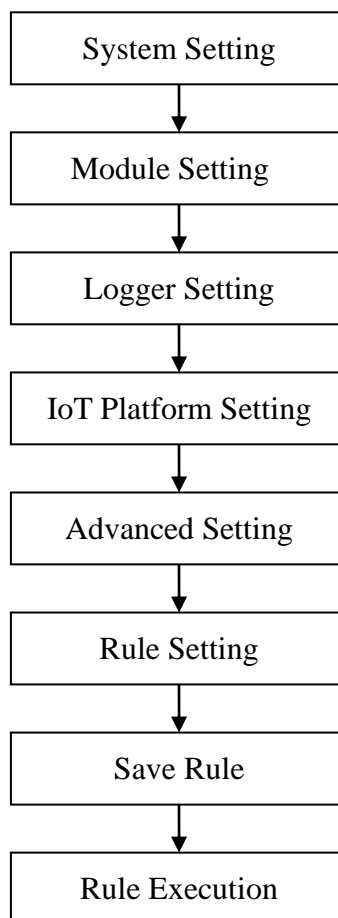 System Setting
Module Setting
Logger Setting
IoT Platform Setting
Advanced Setting
Rule Setting
Save Rule
Rule Execution